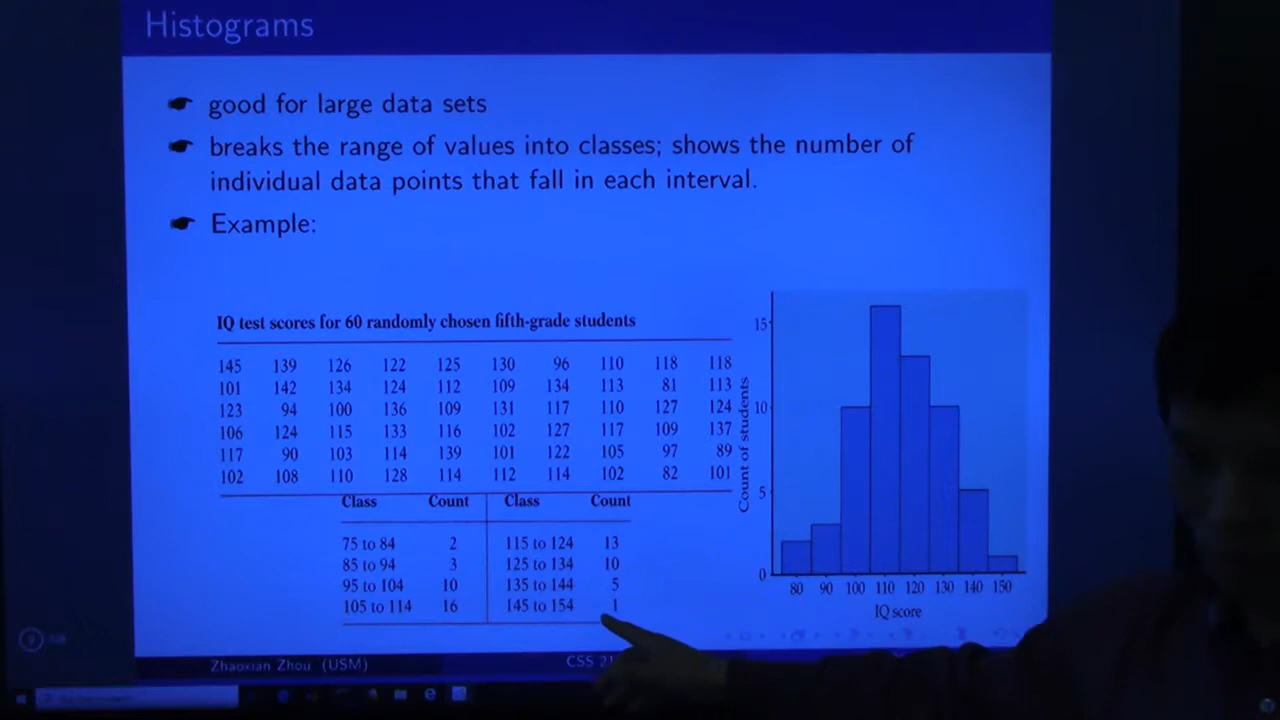 Histograms
good for large data sets
breaks the range of values into classes; shows the number of
individual data points that fall in each interval.
Example:
IQ test scores for 60 randomly chosen fifth-grade students
145 139 126 122 125 130 96 110 118 118
101 142 134 124 112 109 134 113 81 113
123 94 100 136 109 131 117 110 127 124
106 124 115 133 116 102 127 117 109 137
117 90 103 114 139 101 122 105 97 89
102 108 110 128 114 112 114 102 82 101
Class Count Class Count
75 to 84 2 115 to 124 13
85 to 94 3 125 to 134 10
95 to 104 10 135 to 144 5
105 to 114 16 145 to 154 1
Count of students
15
10
5
0
80 90 100 110 120 130 140 150
IQ score
Zhaoxian Zhou (USM) CSS 21